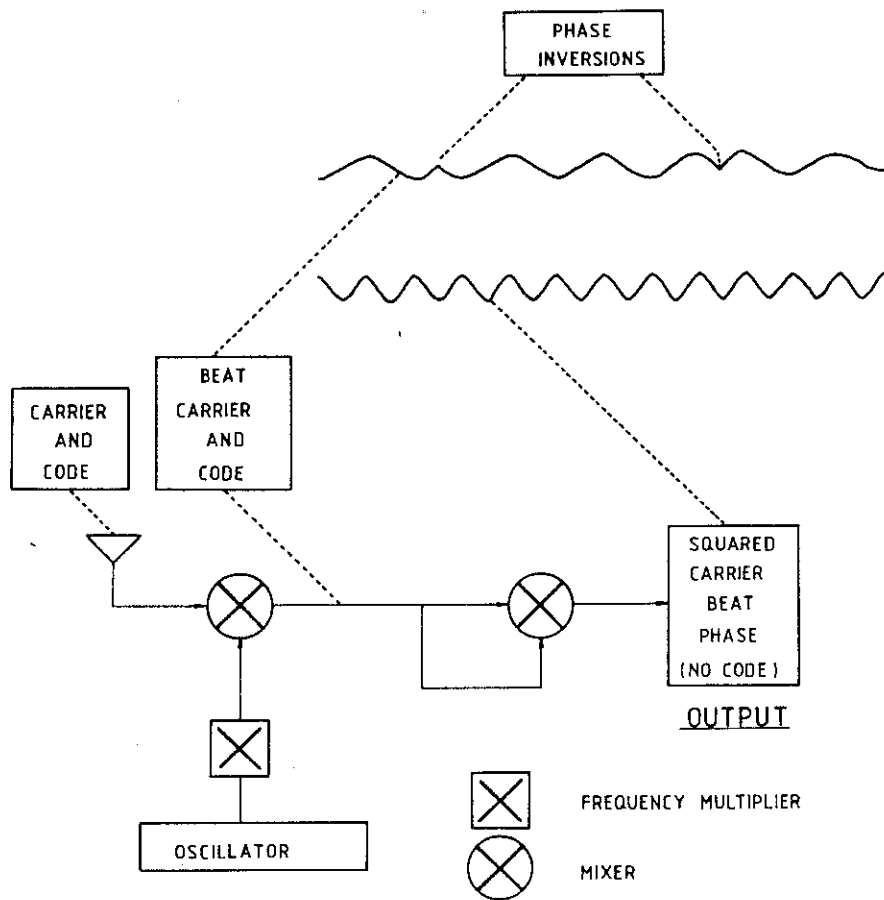 PHASE
INVERSIONS
BEAT
CARRIER
AND
CODE
CARRIER
AND
CODE
SQUARED
CARRIER
BEAT
PHASE
(NO CODE)
OUTPUT
FREQUENCY MULTIPLIER
OSCILLATOR
MIXER